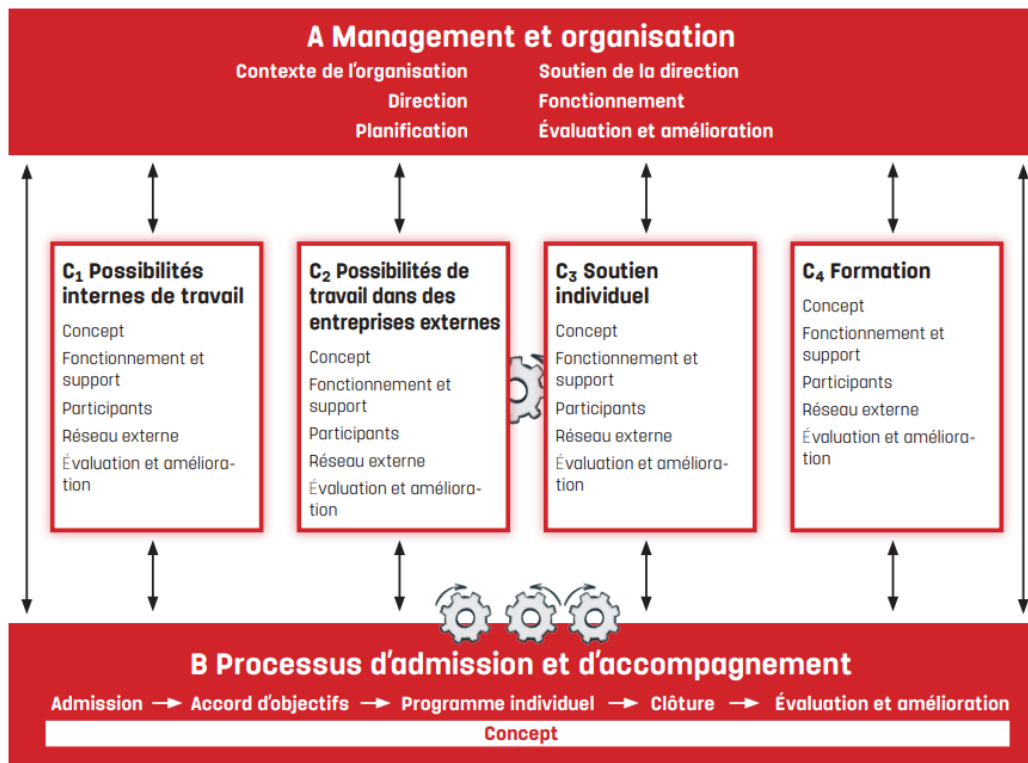 A Management et organisation
Contexte de l'organisation
Direction
Planification
Soutien de la direction
Fonctionnement
Évaluation et amélioration
C₁ Possibilités
internes de travail
Concept
Fonctionnement et
support
Participants
Réseau externe
Évaluation et améliora-
tion
C₂ Possibilités de
travail dans des
entreprises externes
Concept
Fonctionnement et
support
Participants
Réseau externe
Évaluation et améliora-
tion
C₃ Soutien
individuel
Concept
Fonctionnement et
support
Participants
Réseau externe
Évaluation et améliora-
tion
C₄ Formation
Concept
Fonctionnement et
support
Participants
Réseau externe
Évaluation et améliora-
tion
B Processus d'admission et d'accompagnement
Admission → Accord d'objectifs → Programme individuel → Clôture → Évaluation et amélioration
Concept